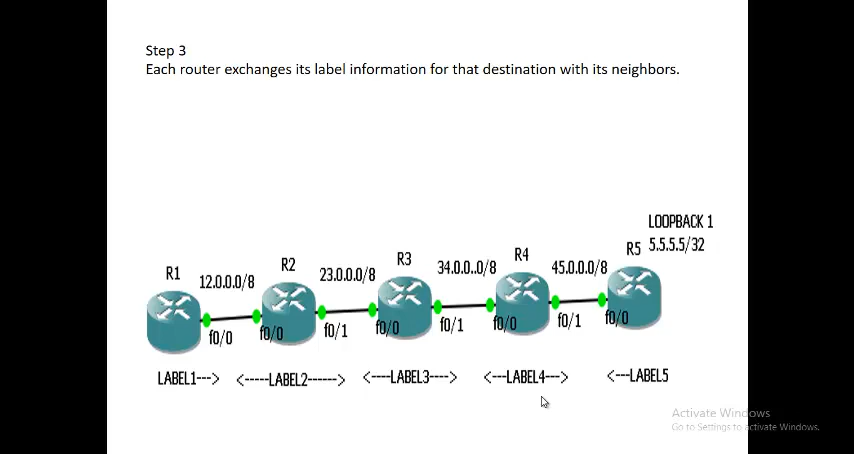 Step 3
Each router exchanges its label information for that destination with its neighbors.
LOOPBACK 1
R1 12.0.0.0/8 R2 23.0.0.0/8 R3 34.0.0..0/8 R4 45.0.0.0/8 R5 5.5.5.5/32
f0/0 f0/0 f0/1 f0/0 f0/1 f0/0 f0/1 f0/0
LABEL1---> <-----LABEL2------> <----LABEL3----> <---LABEL4---> <---LABEL5
Activate Windows
Go to Settings to activate Windows.